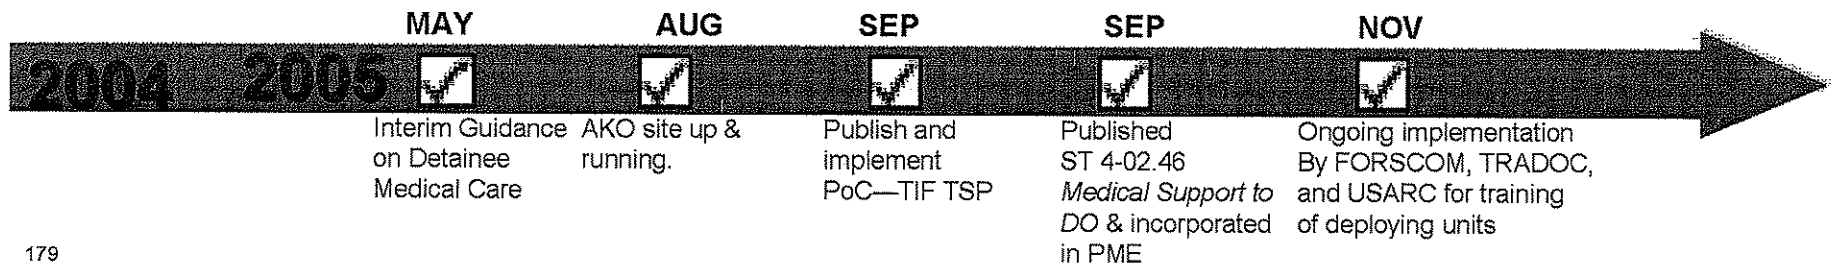 MAY AUG SEP SEP NOV
2004 2005
Interim Guidance
on Detainee
Medical Care
AKO site up &
running.
Publish and
implement
PoC—TIF TSP
Published
ST 4-02.46
Medical Support to
DO & incorporated
in PME
Ongoing implementation
By FORSCOM, TRADOC,
and USARC for training
of deploying units
179